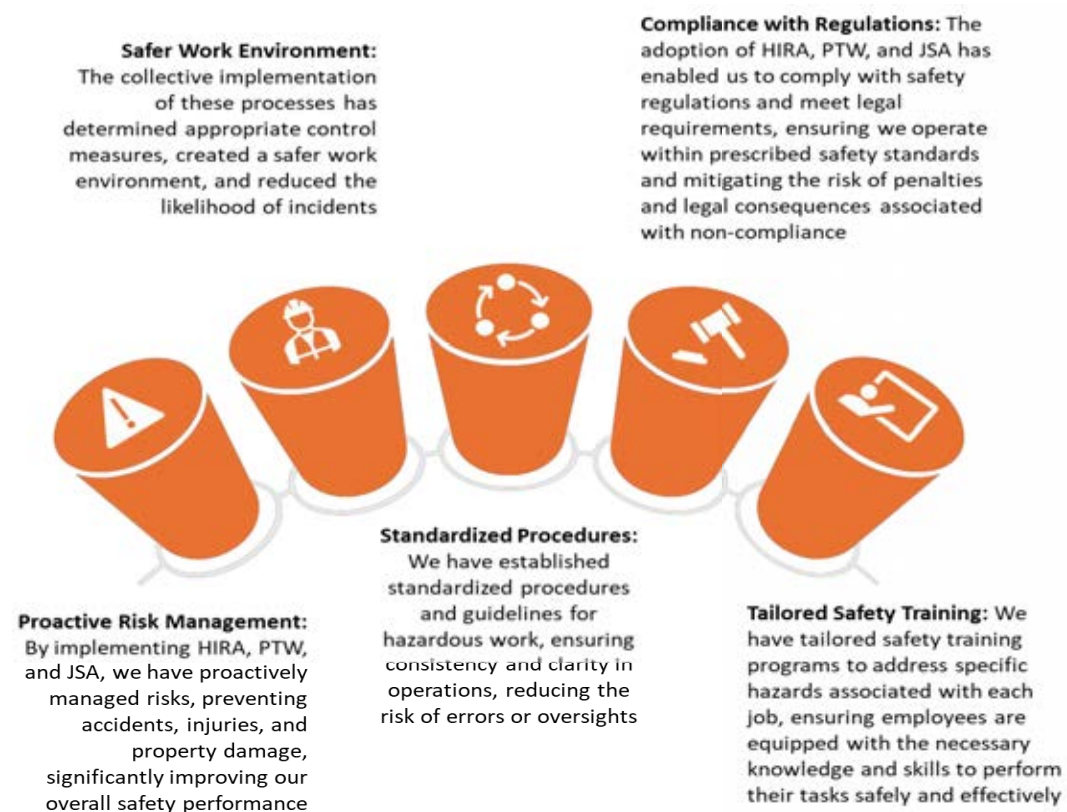 Safer Work Environment:
The collective implementation
of these processes has
determined appropriate control
measures, created a safer work
environment, and reduced the
likelihood of incidents
Compliance with Regulations: The
adoption of HIRA, PTW, and JSA has
enabled us to comply with safety
regulations and meet legal
requirements, ensuring we operate
within prescribed safety standards
and mitigating the risk of penalties
and legal consequences associated
with non-compliance
Proactive Risk Management:
By implementing HIRA, PTW,
and JSA, we have proactively
managed risks, preventing
accidents, injuries, and
property damage,
significantly improving our
overall safety performance
Standardized Procedures:
We have established
standardized procedures
and guidelines for
hazardous work, ensuring
consistency and clarity in
operations, reducing the
risk of errors or oversights
Tailored Safety Training: We
have tailored safety training
programs to address specific
hazards associated with each
job, ensuring employees are
equipped with the necessary
knowledge and skills to perform
their tasks safely and effectively